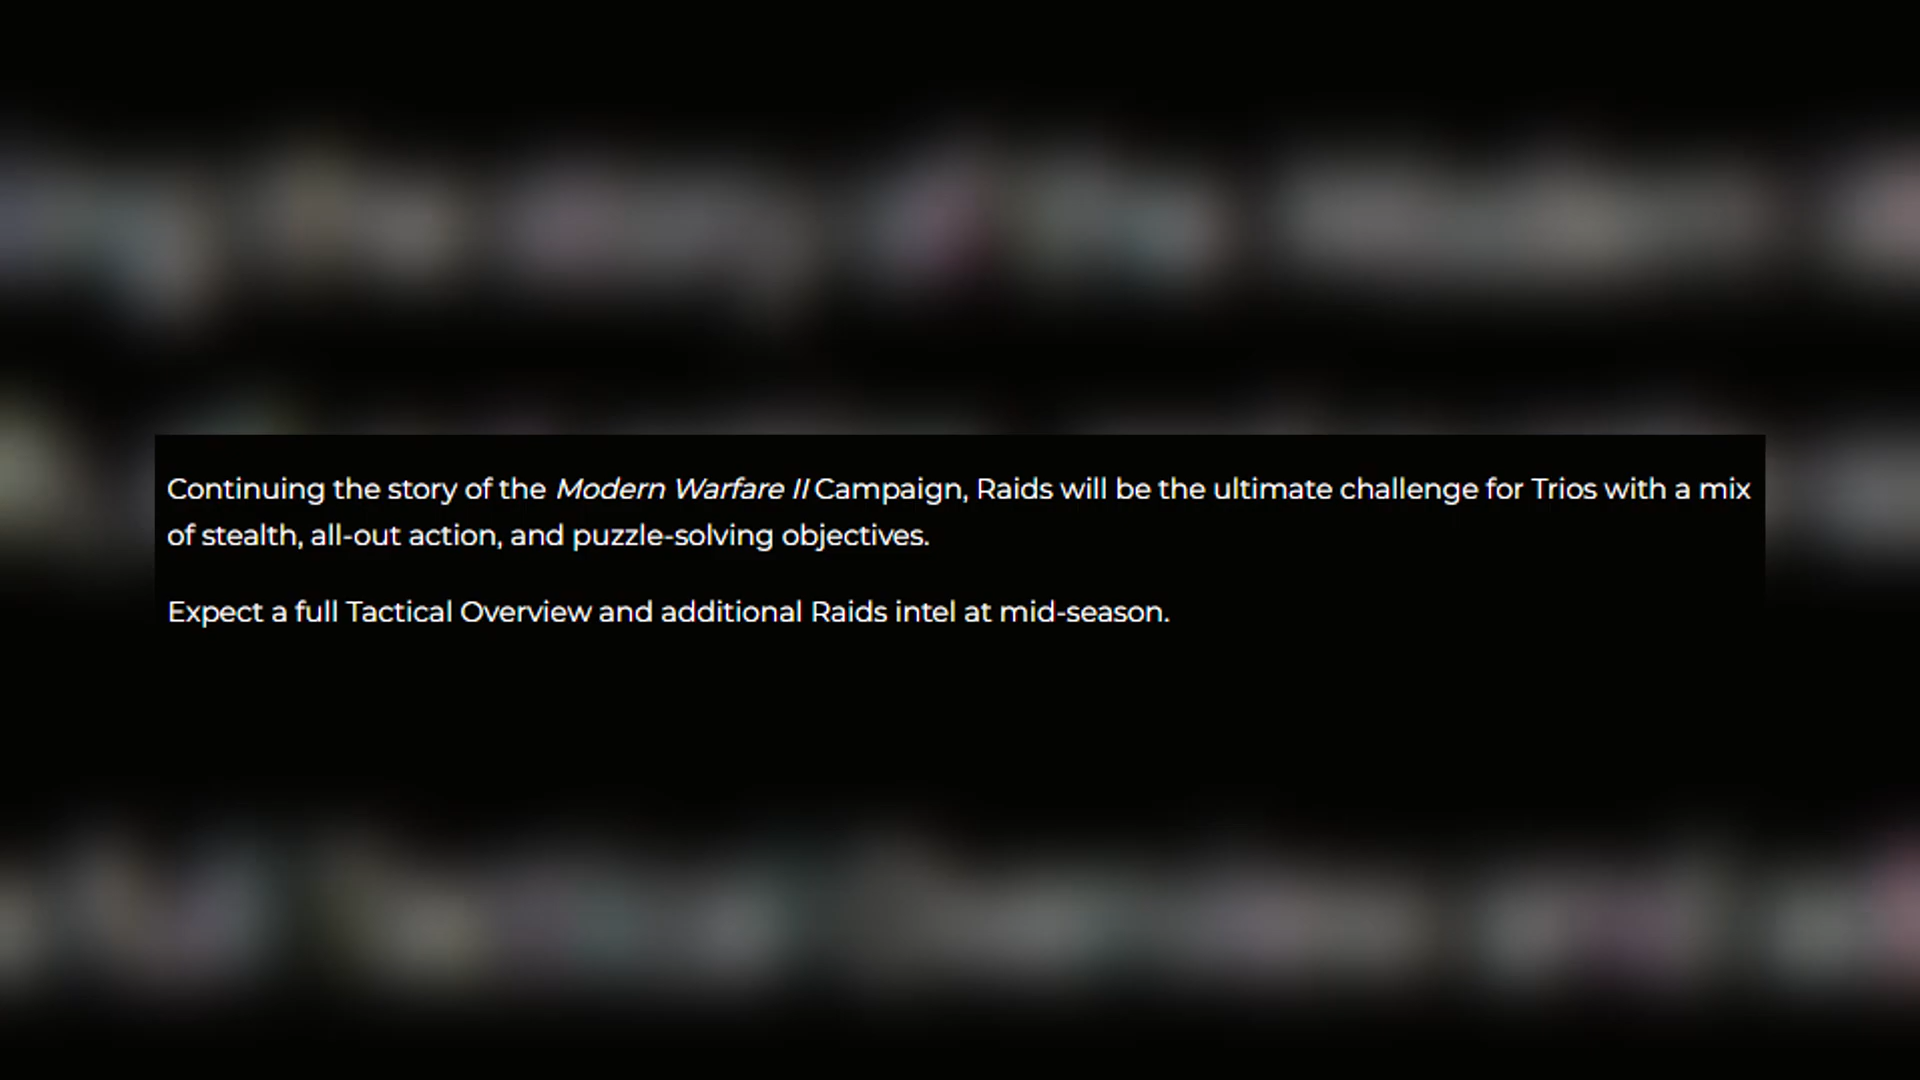 Continuing the story of the Modern Warfare II Campaign, Raids will be the ultimate challenge for Trios with a mix
of stealth, all-out action, and puzzle-solving objectives.
Expect a full Tactical Overview and additional Raids intel at mid-season.